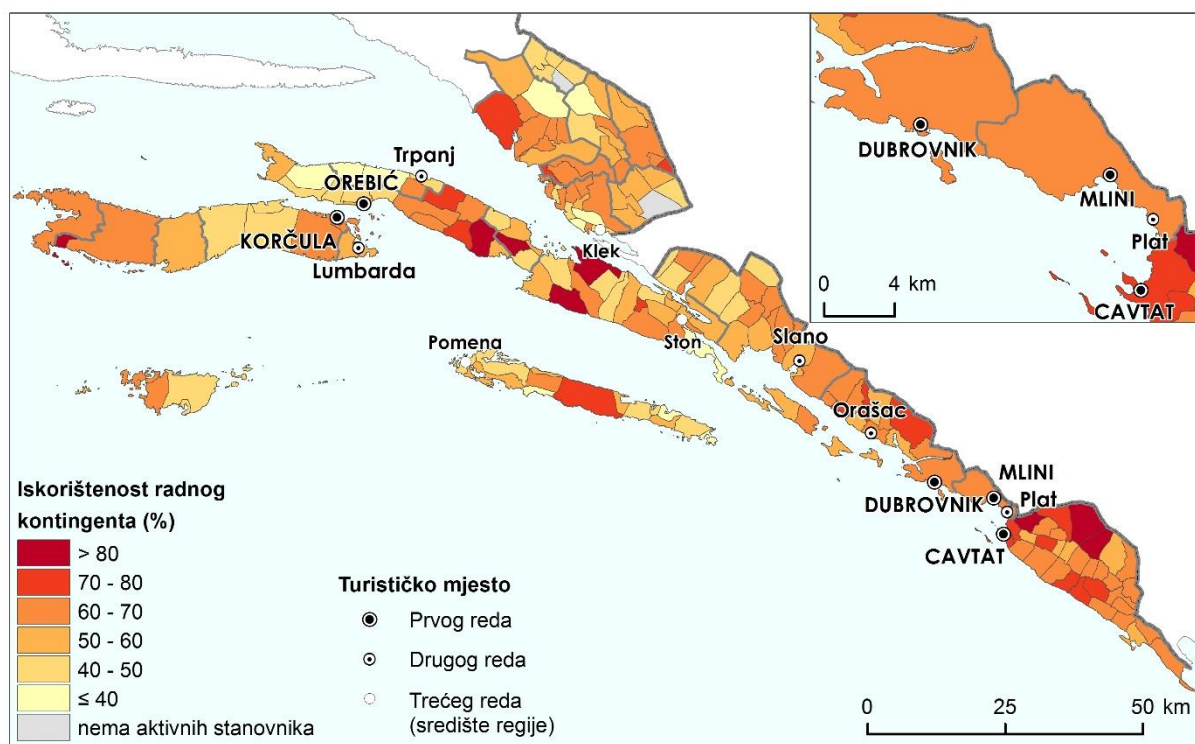 Trpanj
OREBIĆ
KORČULA
Lumbarda
Klek
Pomena
Ston
Slano
Orašac
DUBROVNIK
MLINI
Plat
CAVTAT
DUBROVNIK
MLINI
Plat
CAVTAT
0 4 km
Iskorištenost radnog
kontingenta (%)
> 80
70 - 80
60 - 70
50 - 60
40 - 50
≤ 40
nema aktivnih stanovnika
Turističko mjesto
Prvog reda
Drugog reda
Trećeg reda
(središte regije)
0 25 50 km